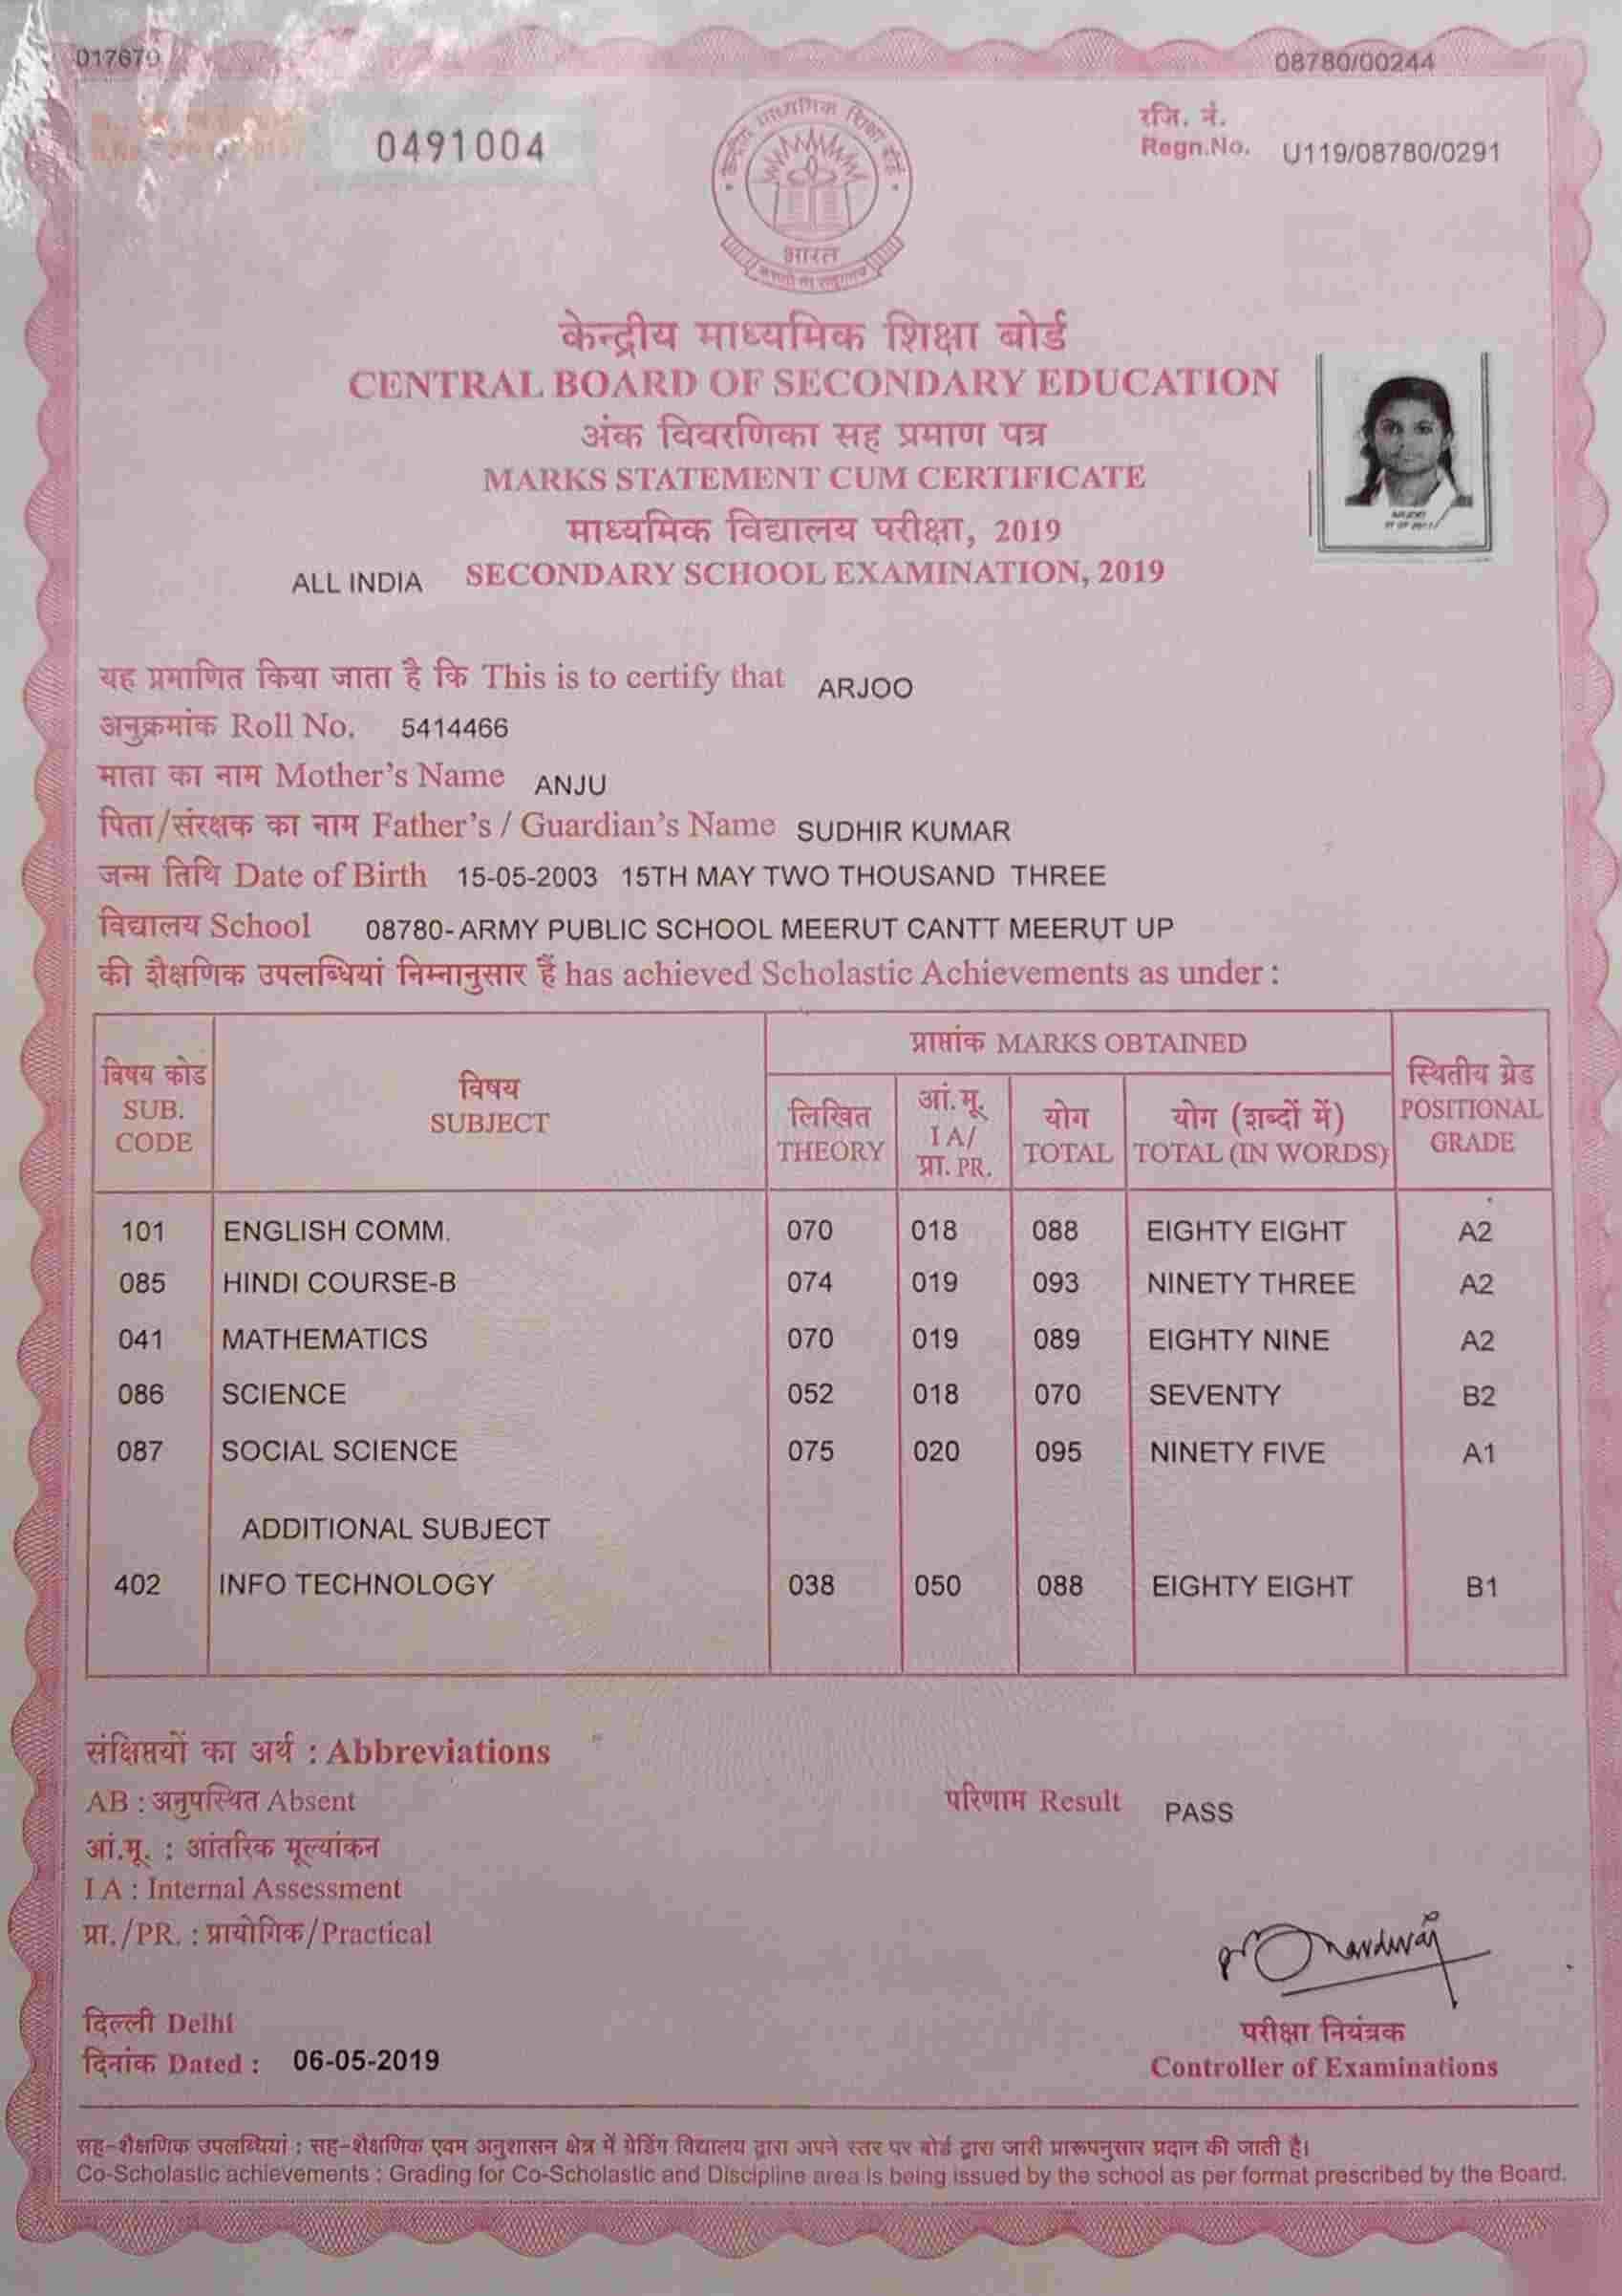 017670
08780/00244
0491004
रजि. नं.
Regn.No. U119/08780/0291
भारत
केन्द्रीय माध्यमिक शिक्षा बोर्ड
CENTRAL BOARD OF SECONDARY EDUCATION
अंक विवरणिका सह प्रमाण पत्र
MARKS STATEMENT CUM CERTIFICATE
माध्यमिक विद्यालय परीक्षा, 2019
ALL INDIA SECONDARY SCHOOL EXAMINATION, 2019
यह प्रमाणित किया जाता है कि This is to certify that ARJOO
अनुक्रमांक Roll No. 5414466
माता का नाम Mother's Name ANJU
पिता/संरक्षक का नाम Father's / Guardian's Name SUDHIR KUMAR
जन्म तिथि Date of Birth 15-05-2003 15TH MAY TWO THOUSAND THREE
विद्यालय School 08780-ARMY PUBLIC SCHOOL MEERUT CANTT MEERUT UP
की शैक्षणिक उपलब्धियां निम्नानुसार हैं has achieved Scholastic Achievements as under :
विषय कोड SUB. CODE
विषय SUBJECT
प्राप्तांक MARKS OBTAINED
लिखित THEORY
आं.मू. I A/ प्रा. PR.
योग TOTAL
योग (शब्दों में) TOTAL (IN WORDS)
स्थितीय ग्रेड POSITIONAL GRADE
101 ENGLISH COMM. 070 018 088 EIGHTY EIGHT A2
085 HINDI COURSE-B 074 019 093 NINETY THREE A2
041 MATHEMATICS 070 019 089 EIGHTY NINE A2
086 SCIENCE 052 018 070 SEVENTY B2
087 SOCIAL SCIENCE 075 020 095 NINETY FIVE A1
ADDITIONAL SUBJECT
402 INFO TECHNOLOGY 038 050 088 EIGHTY EIGHT B1
संक्षिप्तयों का अर्थ : Abbreviations
AB : अनुपस्थित Absent
परिणाम Result PASS
आं.मू. : आंतरिक मूल्यांकन
I A : Internal Assessment
प्रा./PR. : प्रायोगिक/Practical
दिल्ली Delhi
दिनांक Dated : 06-05-2019
परीक्षा नियंत्रक
Controller of Examinations
सह-शैक्षणिक उपलब्धियां : सह-शैक्षणिक एवम अनुशासन क्षेत्र में ग्रेडिंग विद्यालय द्वारा अपने स्तर पर बोर्ड द्वारा जारी प्रारूपनुसार प्रदान की जाती है।
Co-Scholastic achievements : Grading for Co-Scholastic and Discipline area is being issued by the school as per format prescribed by the Board.